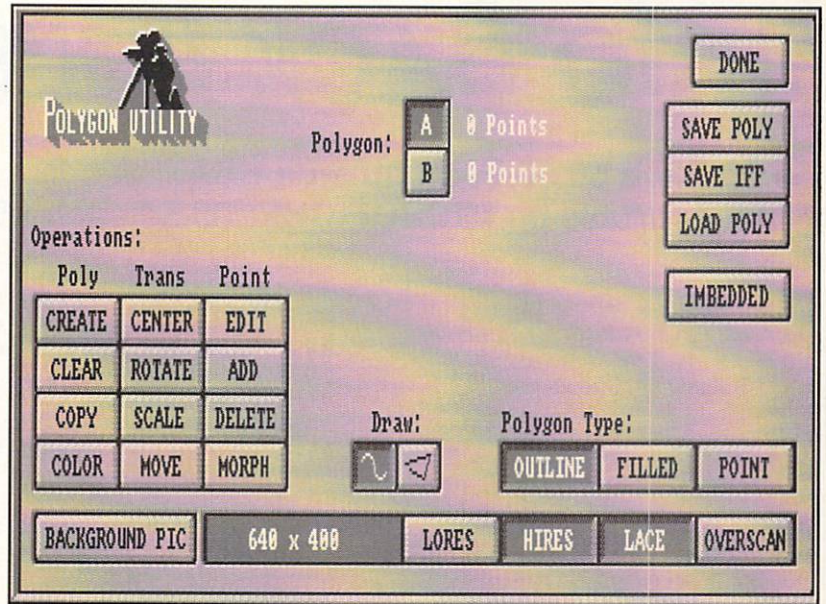 DONE
POLYGON UTILITY
Polygon: A 0 Points
B 0 Points
SAVE POLY
SAVE IFF
LOAD POLY
IMBEDDED
Operations:
Poly Trans Point
CREATE CENTER EDIT
CLEAR ROTATE ADD
COPY SCALE DELETE
COLOR MOVE MORPH
Draw: Polygon Type:
OUTLINE FILLED POINT
BACKGROUND PIC 640 x 400 LORES HIRES LACE OVERSCAN